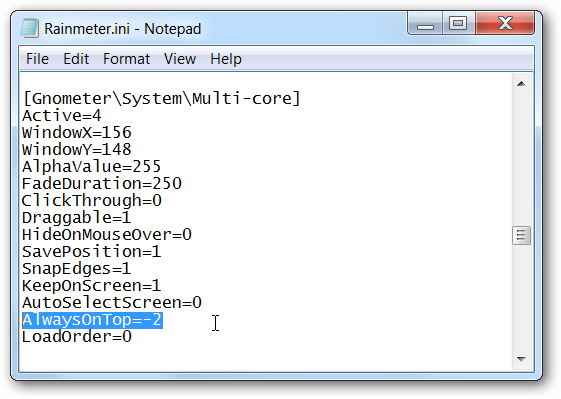 Rainmeter.ini - Notepad
File Edit Format View Help
[Gnometer\System\Multi-core]
Active=4
WindowX=156
WindowY=148
AlphaValue=255
FadeDuration=250
ClickThrough=0
Draggable=1
HideOnMouseOver=0
SavePosition=1
SnapEdges=1
KeepOnScreen=1
AutoSelectScreen=0
AlwaysOnTop=-2
LoadOrder=0